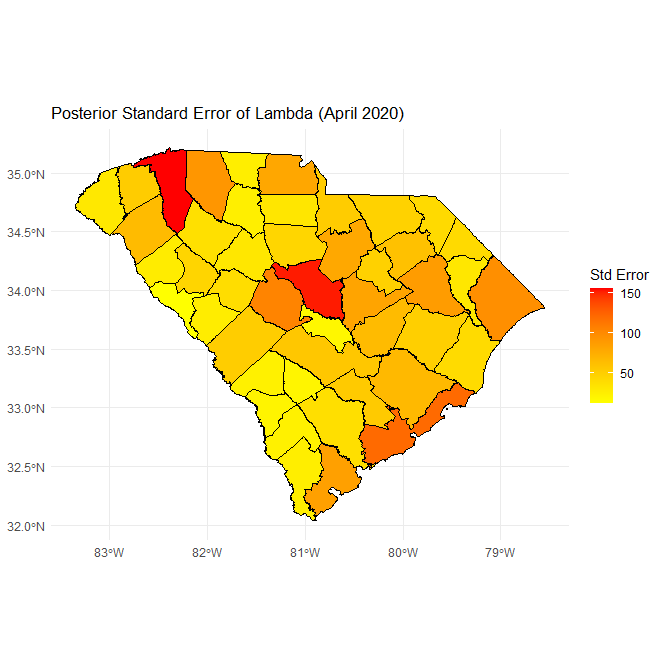 Posterior Standard Error of Lambda (April 2020)
35.0°N
34.5°N
34.0°N
33.5°N
33.0°N
32.5°N
32.0°N
83°W
82°W
81°W
80°W
79°W
Std Error
150
100
50